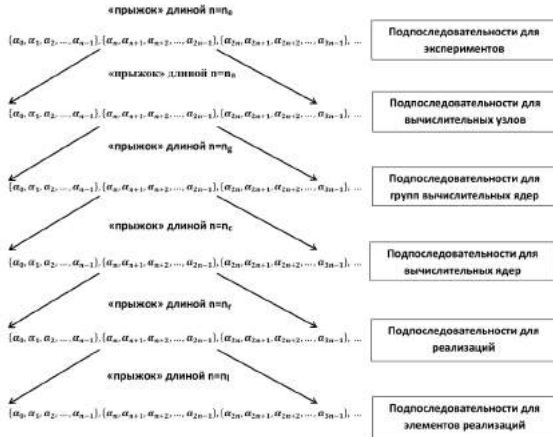 «прыжок» длиной n=nₑ
{α₀, α₁, α₂, …, αₙ₋₁}, {αₙ, αₙ₊₁, αₙ₊₂, …, α₂ₙ₋₁}, {α₂ₙ, α₂ₙ₊₁, α₂ₙ₊₂, …, α₃ₙ₋₁}, …
Подпоследовательности для
экспериментов
«прыжок» длиной n=nₙ
{α₀, α₁, α₂, …, αₙ₋₁}, {αₙ, αₙ₊₁, αₙ₊₂, …, α₂ₙ₋₁}, {α₂ₙ, α₂ₙ₊₁, α₂ₙ₊₂, …, α₃ₙ₋₁}, …
Подпоследовательности для
вычислительных узлов
«прыжок» длиной n=n_g
{α₀, α₁, α₂, …, αₙ₋₁}, {αₙ, αₙ₊₁, αₙ₊₂, …, α₂ₙ₋₁}, {α₂ₙ, α₂ₙ₊₁, α₂ₙ₊₂, …, α₃ₙ₋₁}, …
Подпоследовательности для
групп вычислительных ядер
«прыжок» длиной n=n_c
{α₀, α₁, α₂, …, αₙ₋₁}, {αₙ, αₙ₊₁, αₙ₊₂, …, α₂ₙ₋₁}, {α₂ₙ, α₂ₙ₊₁, α₂ₙ₊₂, …, α₃ₙ₋₁}, …
Подпоследовательности для
вычислительных ядер
«прыжок» длиной n=nᵣ
{α₀, α₁, α₂, …, αₙ₋₁}, {αₙ, αₙ₊₁, αₙ₊₂, …, α₂ₙ₋₁}, {α₂ₙ, α₂ₙ₊₁, α₂ₙ₊₂, …, α₃ₙ₋₁}, …
Подпоследовательности для
реализаций
«прыжок» длиной n=nₗ
{α₀, α₁, α₂, …, αₙ₋₁}, {αₙ, αₙ₊₁, αₙ₊₂, …, α₂ₙ₋₁}, {α₂ₙ, α₂ₙ₊₁, α₂ₙ₊₂, …, α₃ₙ₋₁}, …
Подпоследовательности для
элементов реализаций